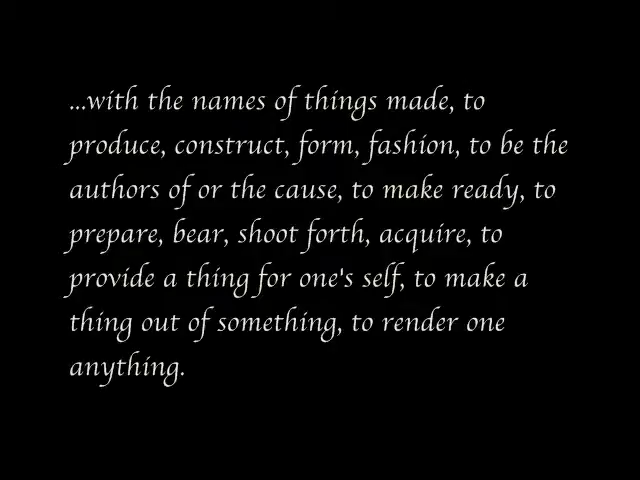 ...with the names of things made, to
produce, construct, form, fashion, to be the
authors of or the cause, to make ready, to
prepare, bear, shoot forth, acquire, to
provide a thing for one's self, to make a
thing out of something, to render one
anything.